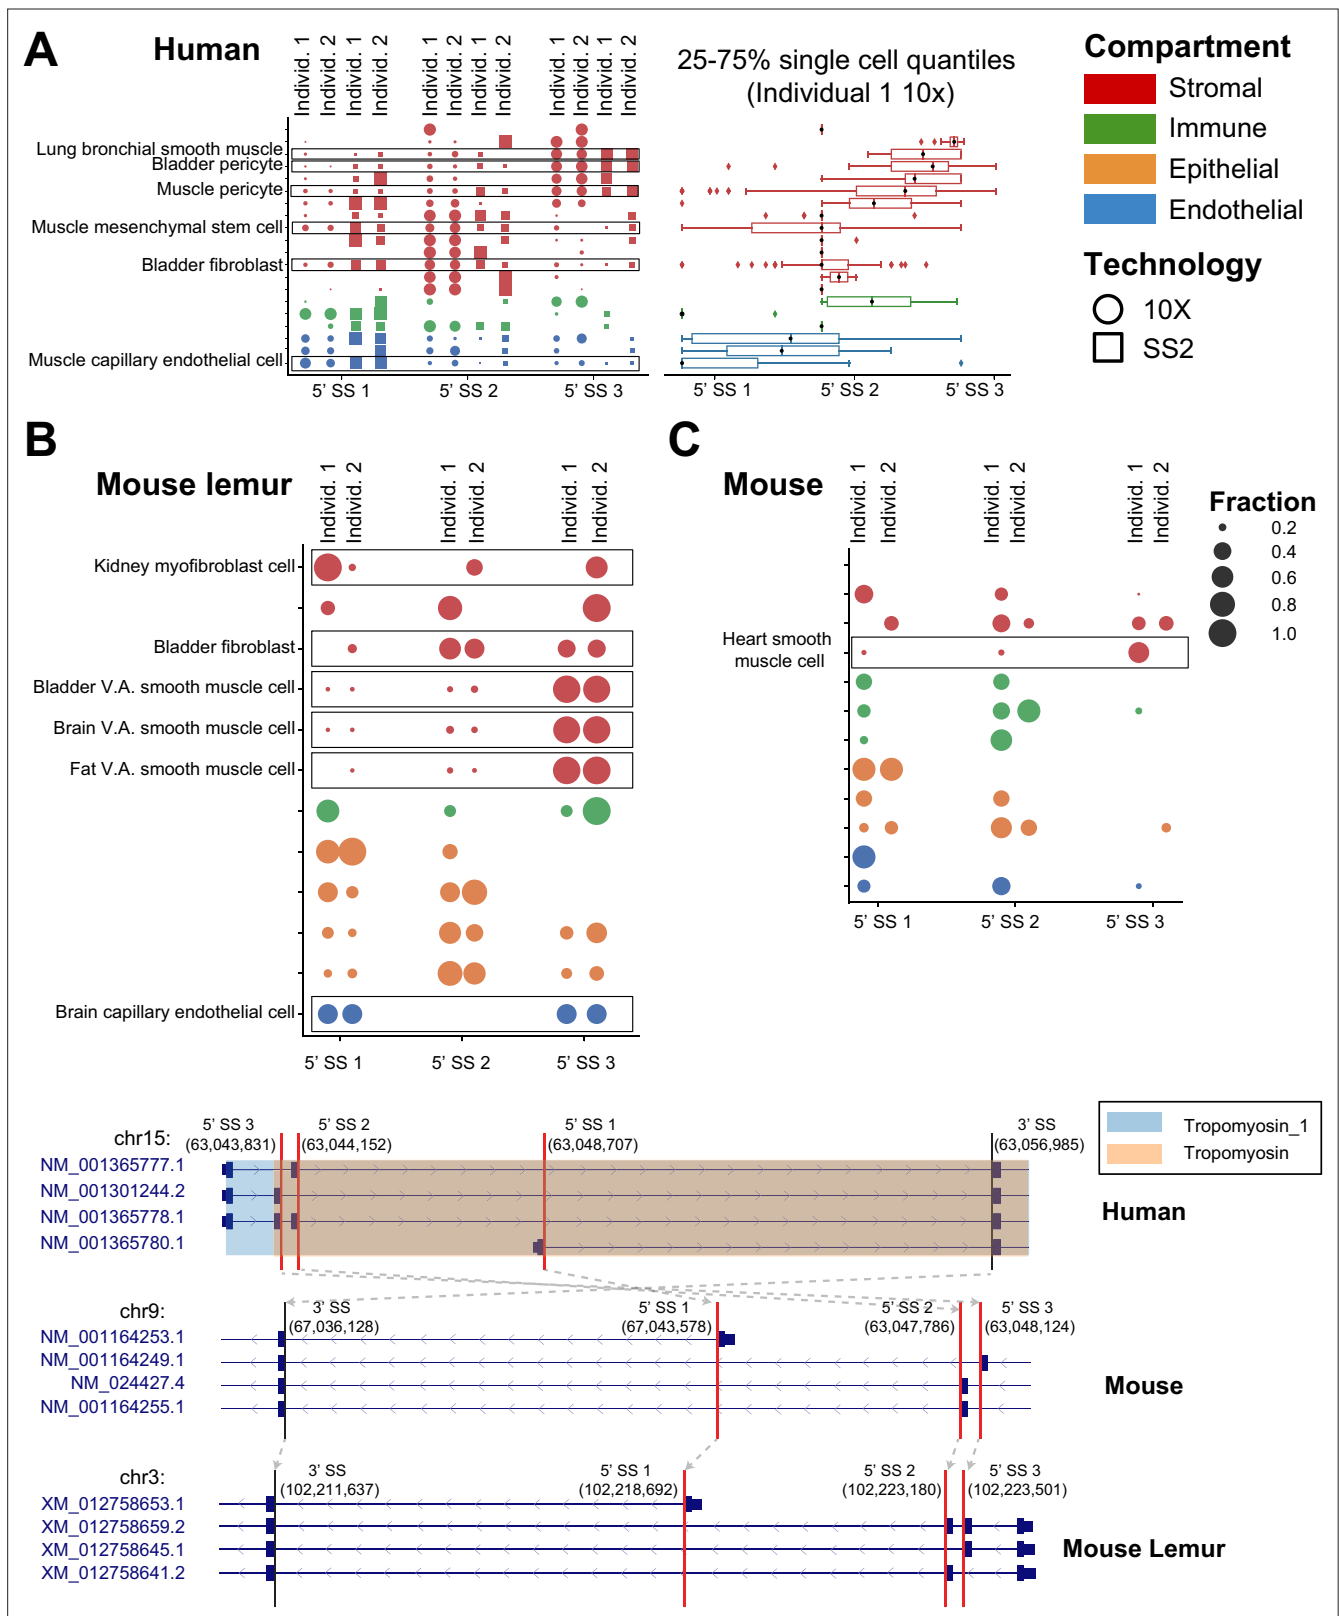 A
Human
Individ. 1
Individ. 2
Individ. 1
Individ. 2
Individ. 1
Individ. 2
Individ. 1
Individ. 2
Individ. 1
Individ. 2
Individ. 1
Individ. 2
25-75% single cell quantiles
(Individual 1 10x)
Lung bronchial smooth muscle
Bladder pericyte
Muscle pericyte
Muscle mesenchymal stem cell
Bladder fibroblast
Muscle capillary endothelial cell
5' SS 1
5' SS 2
5' SS 3
5' SS 1
5' SS 2
5' SS 3
Compartment
Stromal
Immune
Epithelial
Endothelial
Technology
10X
SS2
B
Mouse lemur
Individ. 1
Individ. 2
Individ. 1
Individ. 2
Individ. 1
Individ. 2
Kidney myofibroblast cell
Bladder fibroblast
Bladder V.A. smooth muscle cell
Brain V.A. smooth muscle cell
Fat V.A. smooth muscle cell
Brain capillary endothelial cell
5' SS 1
5' SS 2
5' SS 3
C
Mouse
Individ. 1
Individ. 2
Individ. 1
Individ. 2
Individ. 1
Individ. 2
Heart smooth
muscle cell
5' SS 1
5' SS 2
5' SS 3
Fraction
0.2
0.4
0.6
0.8
1.0
chr15:
5' SS 3
(63,043,831)
5' SS 2
(63,044,152)
5' SS 1
(63,048,707)
3' SS
(63,056,985)
NM_001365777.1
NM_001301244.2
NM_001365778.1
NM_001365780.1
Tropomyosin_1
Tropomyosin
Human
chr9:
3' SS
(67,036,128)
5' SS 1
(67,043,578)
5' SS 2
(63,047,786)
5' SS 3
(63,048,124)
NM_001164253.1
NM_001164249.1
NM_024427.4
NM_001164255.1
Mouse
chr3:
3' SS
(102,211,637)
5' SS 1
(102,218,692)
5' SS 2
(102,223,180)
5' SS 3
(102,223,501)
XM_012758653.1
XM_012758659.2
XM_012758645.1
XM_012758641.2
Mouse Lemur